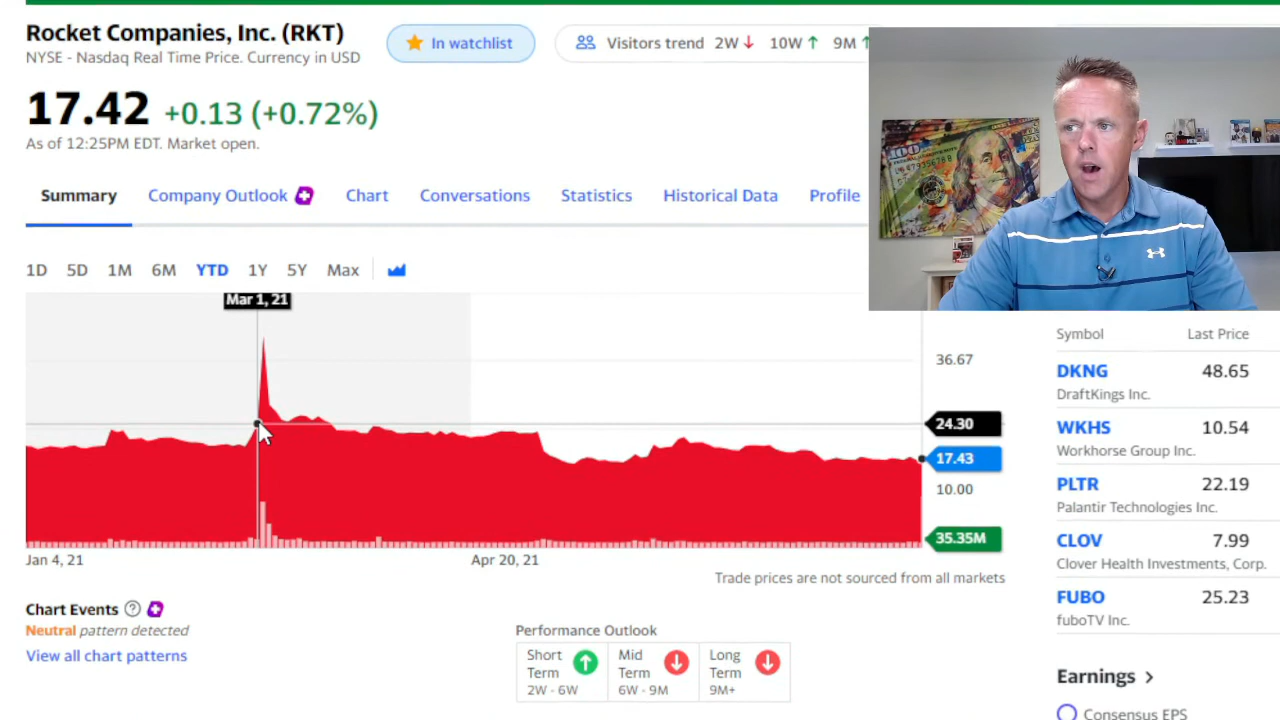 Rocket Companies, Inc. (RKT)
NYSE - Nasdaq Real Time Price. Currency in USD
In watchlist
Visitors trend 2W 10W 9M
17.42 +0.13 (+0.72%)
As of 12:25PM EDT. Market open.
Summary Company Outlook Chart Conversations Statistics Historical Data Profile
1D 5D 1M 6M YTD 1Y 5Y Max
Mar 1, 21
36.67
24.30
17.43
10.00
35.35M
Jan 4, 21 Apr 20, 21
Trade prices are not sourced from all markets
Chart Events ?
Neutral pattern detected
View all chart patterns
Performance Outlook
Short Term 2W - 6W
Mid Term 6W - 9M
Long Term 9M+
100
Symbol Last Price
DKNG 48.65
DraftKings Inc.
WKHS 10.54
Workhorse Group Inc.
PLTR 22.19
Palantir Technologies Inc.
CLOV 7.99
Clover Health Investments, Corp.
FUBO 25.23
fuboTV Inc.
Earnings
Consensus EPS